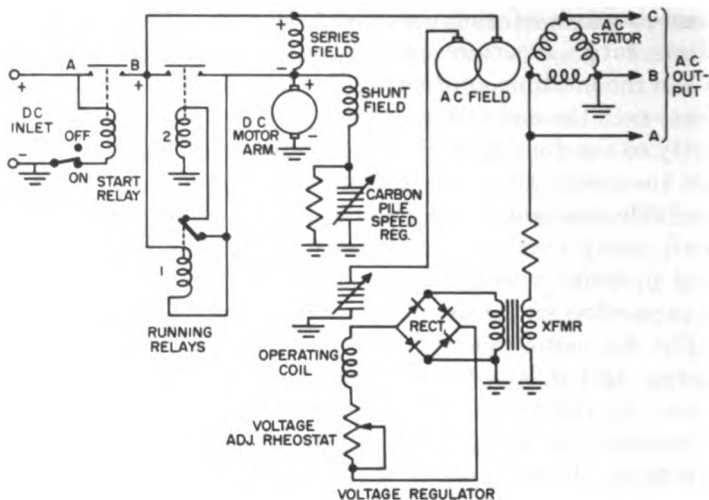 SERIES
FIELD
A
B
+
DC
INLET
OFF
ON
START
RELAY
2
1
RUNNING
RELAYS
D C
MOTOR
ARM.
SHUNT
FIELD
CARBON
PILE
SPEED
REG.
A C FIELD
A C
STATOR
C
B
A
A C
OUT-
PUT
OPERATING
COIL
RECT.
XFMR
VOLTAGE
ADJ. RHEOSTAT
VOLTAGE REGULATOR